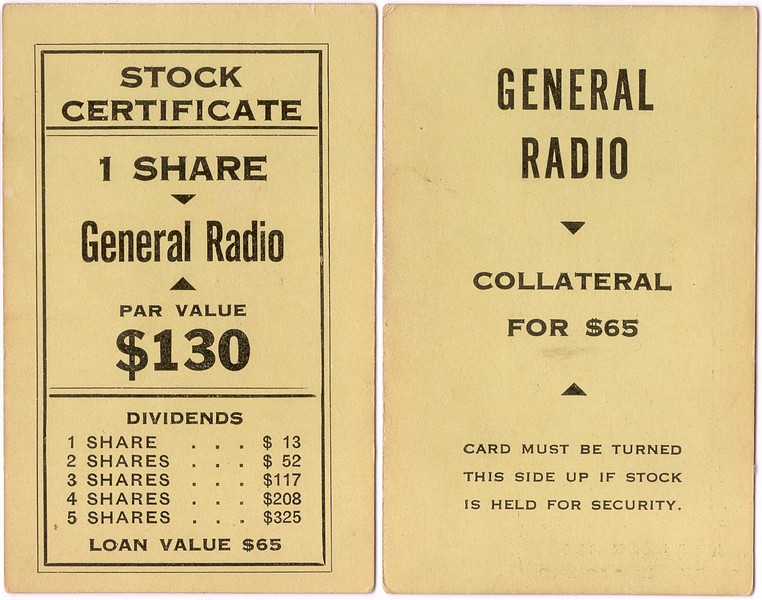 STOCK
CERTIFICATE
1 SHARE
General Radio
PAR VALUE
$130
DIVIDENDS
1 SHARE . . . $ 13
2 SHARES . . . $ 52
3 SHARES . . . $117
4 SHARES . . . $208
5 SHARES . . . $325
LOAN VALUE $65
GENERAL
RADIO
COLLATERAL
FOR $65
CARD MUST BE TURNED
THIS SIDE UP IF STOCK
IS HELD FOR SECURITY.